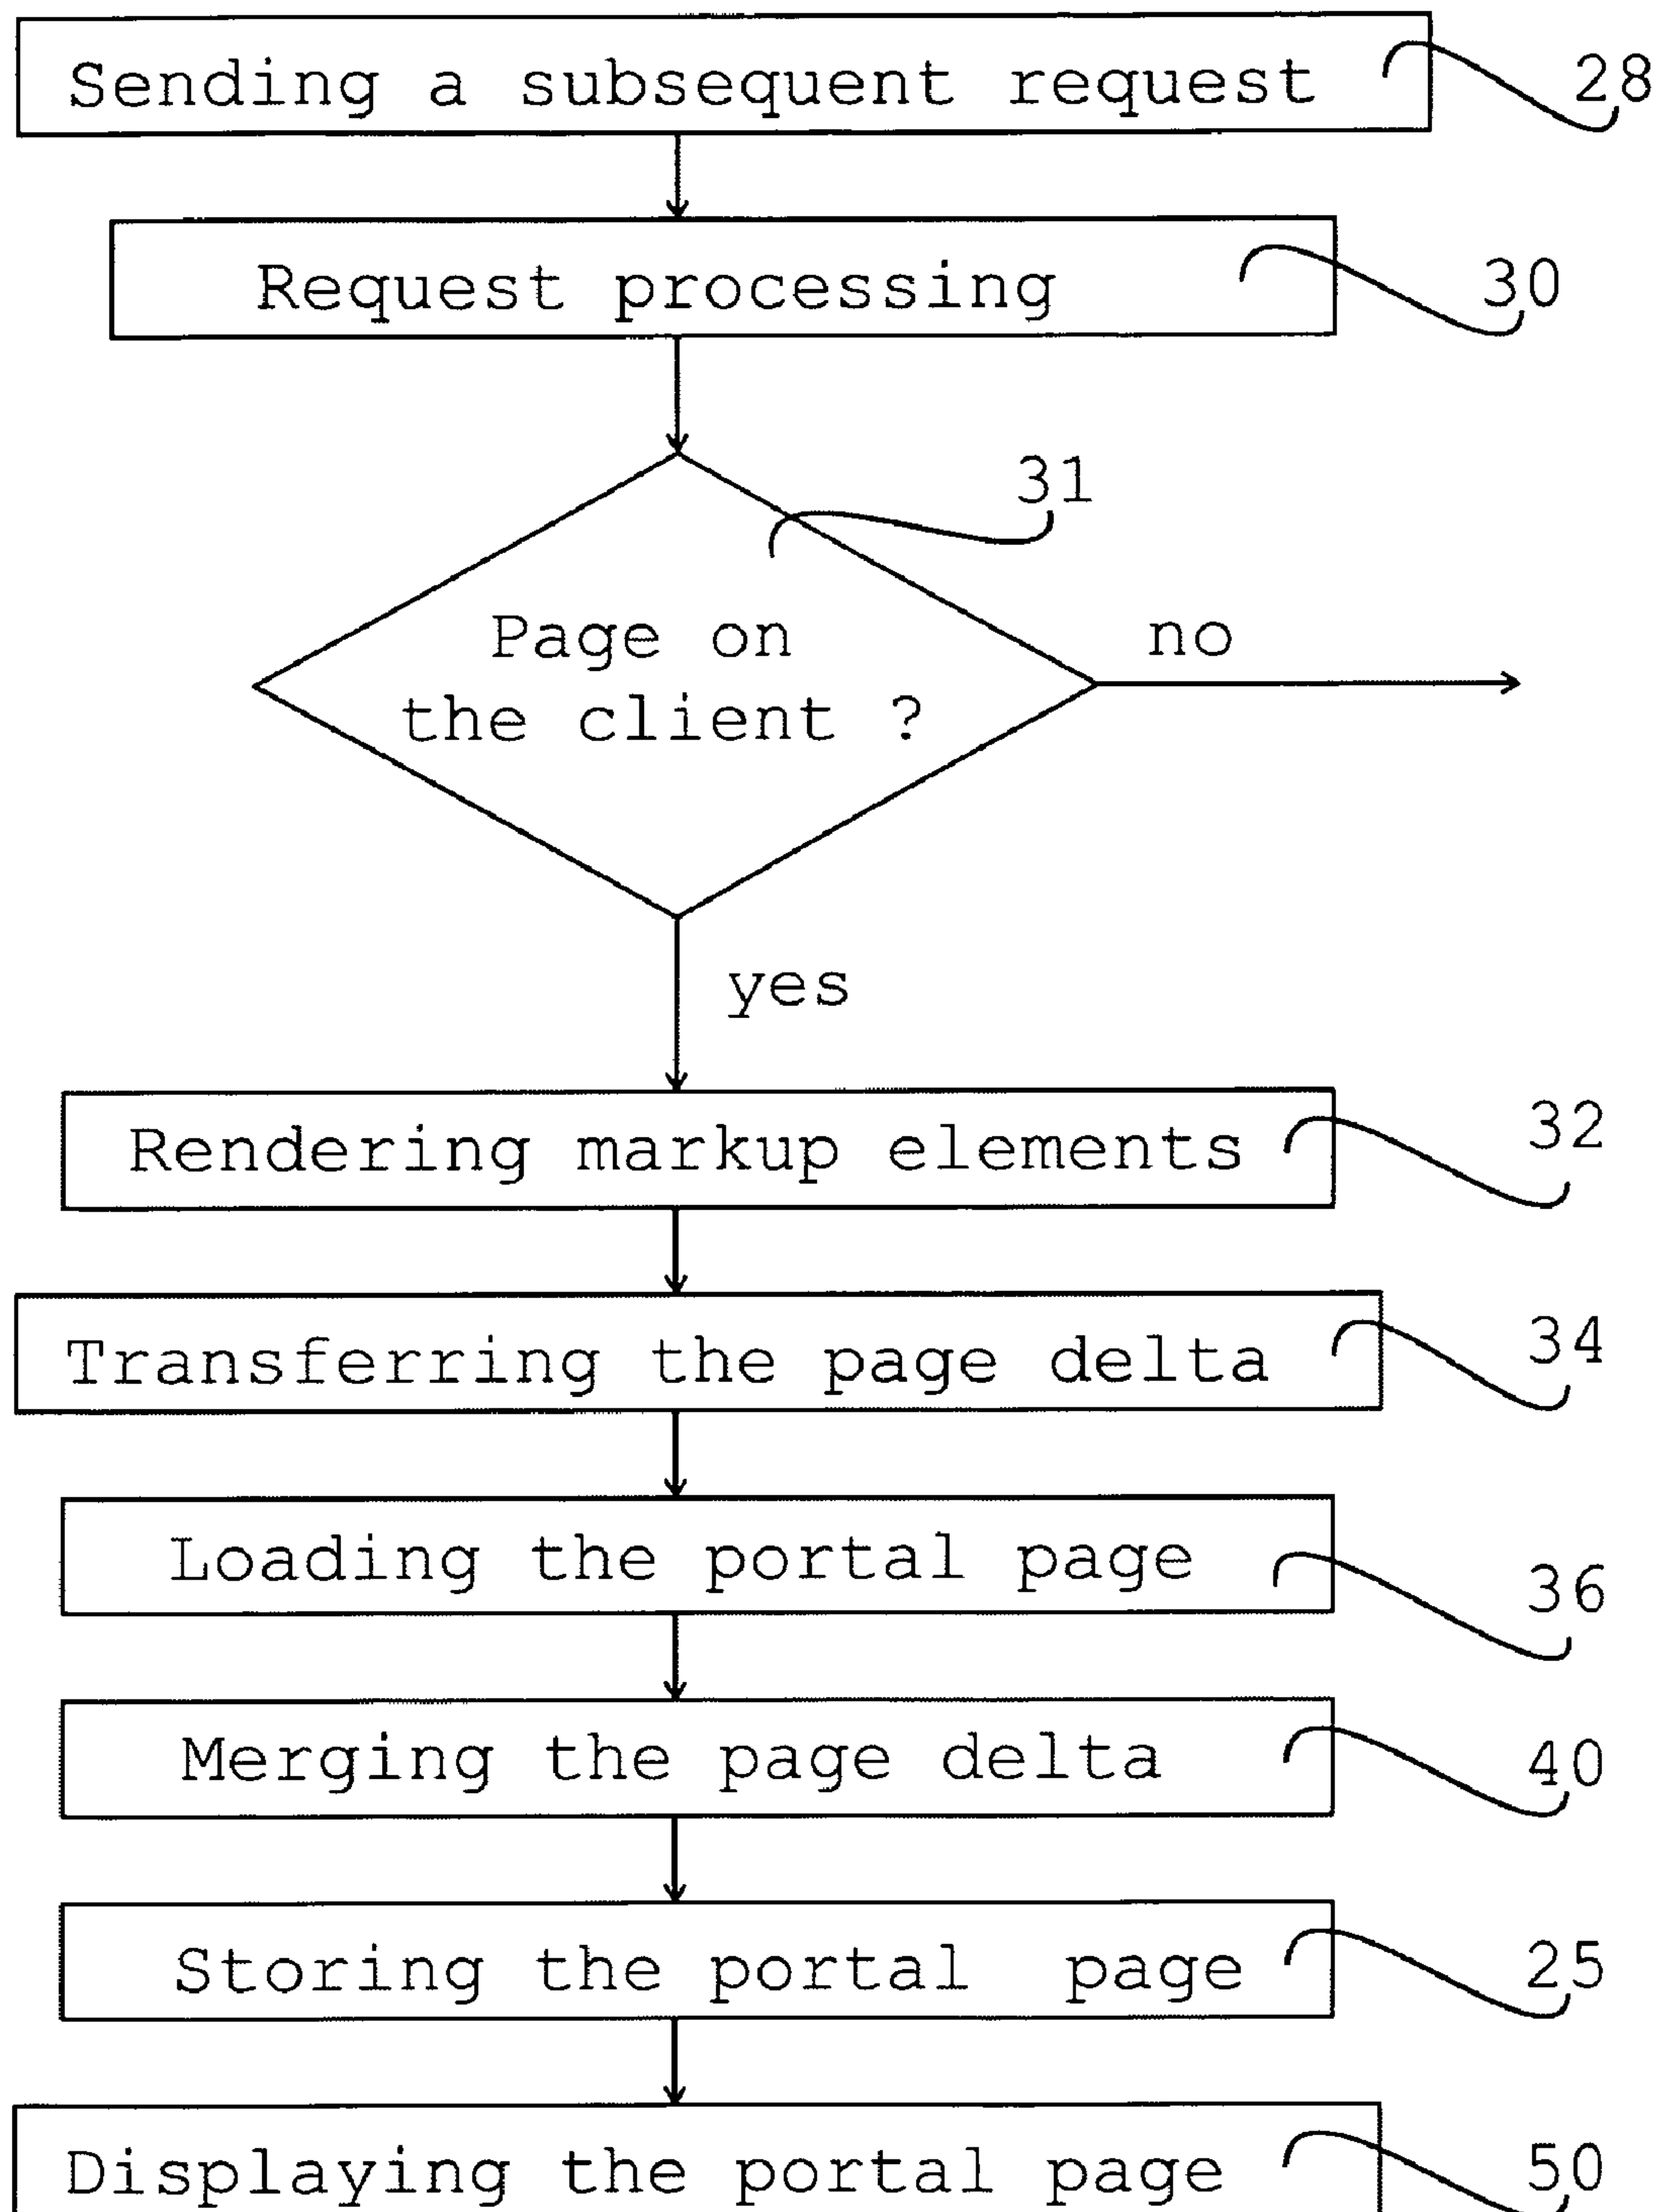 Sending a subsequent request
28
Request processing
30
31
Page on
the client ?
no
yes
Rendering markup elements
32
Transferring the page delta
34
Loading the portal page
36
Merging the page delta
40
Storing the portal page
25
Displaying the portal page
50